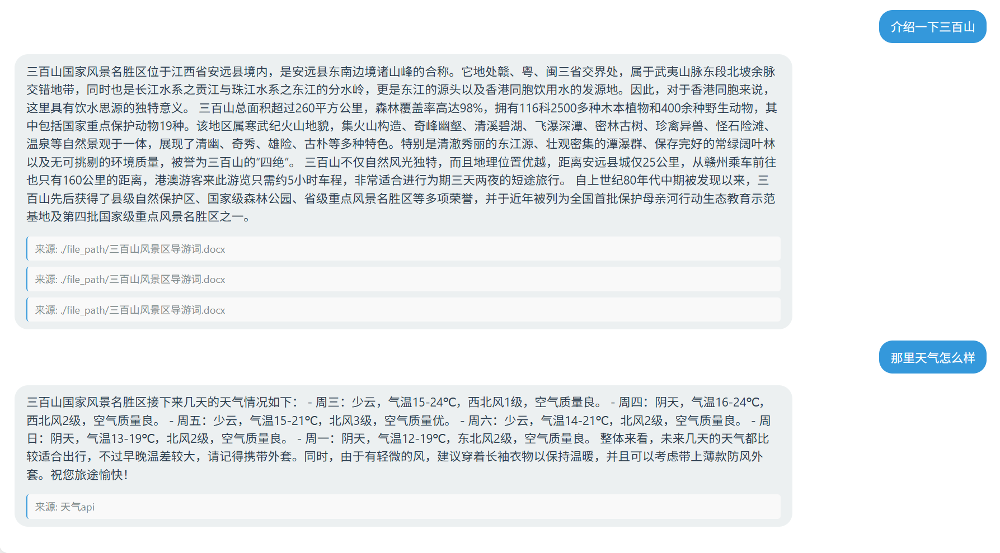 介绍一下三百山
三百山国家风景名胜区位于江西省安远县境内，是安远县东南边境诸山峰的合称。它地处赣、粤、闽三省交界处，属于武夷山脉东段北坡余脉
交错地带，同时也是长江水系之贡江与珠江水系之东江的分水岭，更是东江的源头以及香港同胞饮用水的发源地。因此，对于香港同胞来说，
这里具有饮水思源的独特意义。 三百山总面积超过260平方公里，森林覆盖率高达98%，拥有116科2500多种木本植物和400余种野生动物，其
中包括国家重点保护动物19种。该地区属寒武纪火山地貌，集火山构造、奇峰幽壑、清溪碧湖、飞瀑深潭、密林古树、珍禽异兽、怪石险滩、
温泉等自然景观于一体，展现了清幽、奇秀、雄险、古朴等多种特色。特别是清澈秀丽的东江源、壮观密集的潭瀑群、保存完好的常绿阔叶林
以及无可挑剔的环境质量，被誉为三百山的“四绝”。 三百山不仅自然风光独特，而且地理位置优越，距离安远县城仅25公里，从赣州乘车前往
也只有160公里的距离，港澳游客来此游览只需约5小时车程，非常适合进行为期三天两夜的短途旅行。 自上世纪80年代中期被发现以来，三
百山先后获得了县级自然保护区、国家级森林公园、省级重点风景名胜区等多项荣誉，并于近年被列为全国首批保护母亲河行动生态教育示范
基地及第四批国家级重点风景名胜区之一。
来源: ./file_path/三百山风景区导游词.docx
来源: ./file_path/三百山风景区导游词.docx
来源: ./file_path/三百山风景区导游词.docx
那里天气怎么样
三百山国家风景名胜区接下来几天的天气情况如下： - 周三：少云，气温15-24℃，西北风1级，空气质量良。 - 周四：阴天，气温16-24℃，
西北风2级，空气质量良。 - 周五：少云，气温15-21℃，北风3级，空气质量优。 - 周六：少云，气温14-21℃，北风2级，空气质量良。 - 周
日：阴天，气温13-19℃，北风2级，空气质量良。 - 周一：阴天，气温12-19℃，东北风2级，空气质量良。 整体来看，未来几天的天气都比
较适合出行，不过早晚温差较大，请记得携带外套。同时，由于有轻微的风，建议穿着长袖衣物以保持温暖，并且可以考虑带上薄款防风外
套。祝您旅途愉快！
来源: 天气api